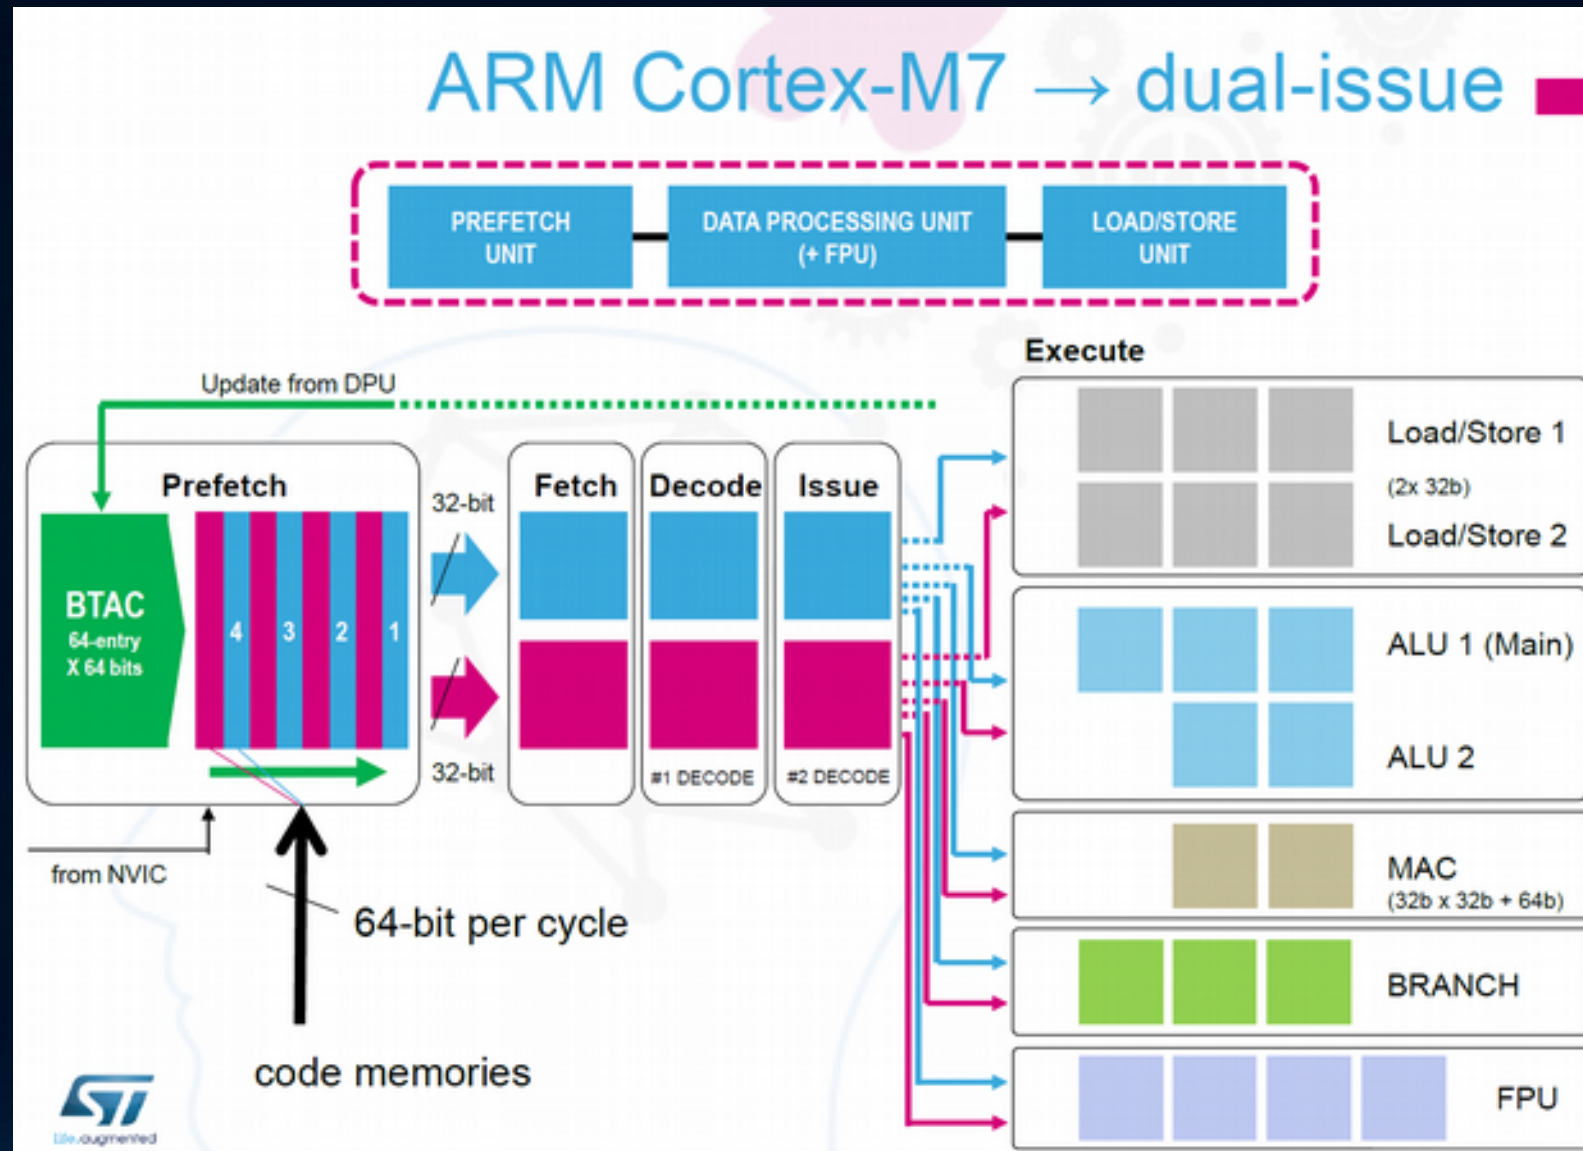 ARM Cortex-M7 → dual-issue
PREFETCH
UNIT
DATA PROCESSING UNIT
(+ FPU)
LOAD/STORE
UNIT
Update from DPU
Prefetch
BTAC
64-entry
X 64 bits
4 3 2 1
32-bit
32-bit
from NVIC
64-bit per cycle
code memories
Fetch
Decode
Issue
#1 DECODE
#2 DECODE
Execute
Load/Store 1
(2x 32b)
Load/Store 2
ALU 1 (Main)
ALU 2
MAC
(32b x 32b + 64b)
BRANCH
FPU
ST
life.augmented